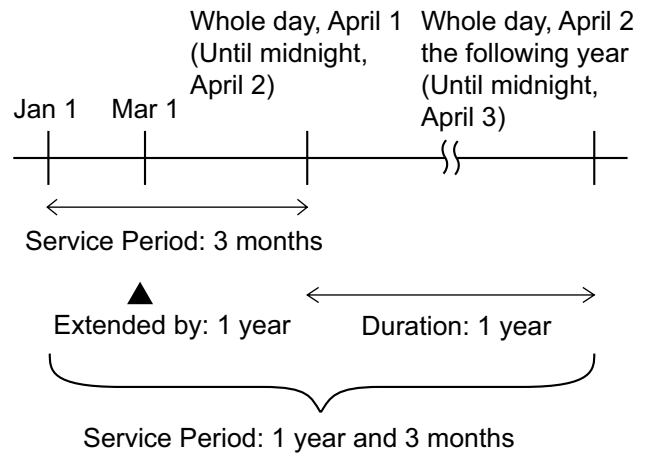 Whole day, April 1
(Until midnight,
April 2)
Whole day, April 2
the following year
(Until midnight,
April 3)
Jan 1
Mar 1
Service Period: 3 months
Extended by: 1 year
Duration: 1 year
Service Period: 1 year and 3 months